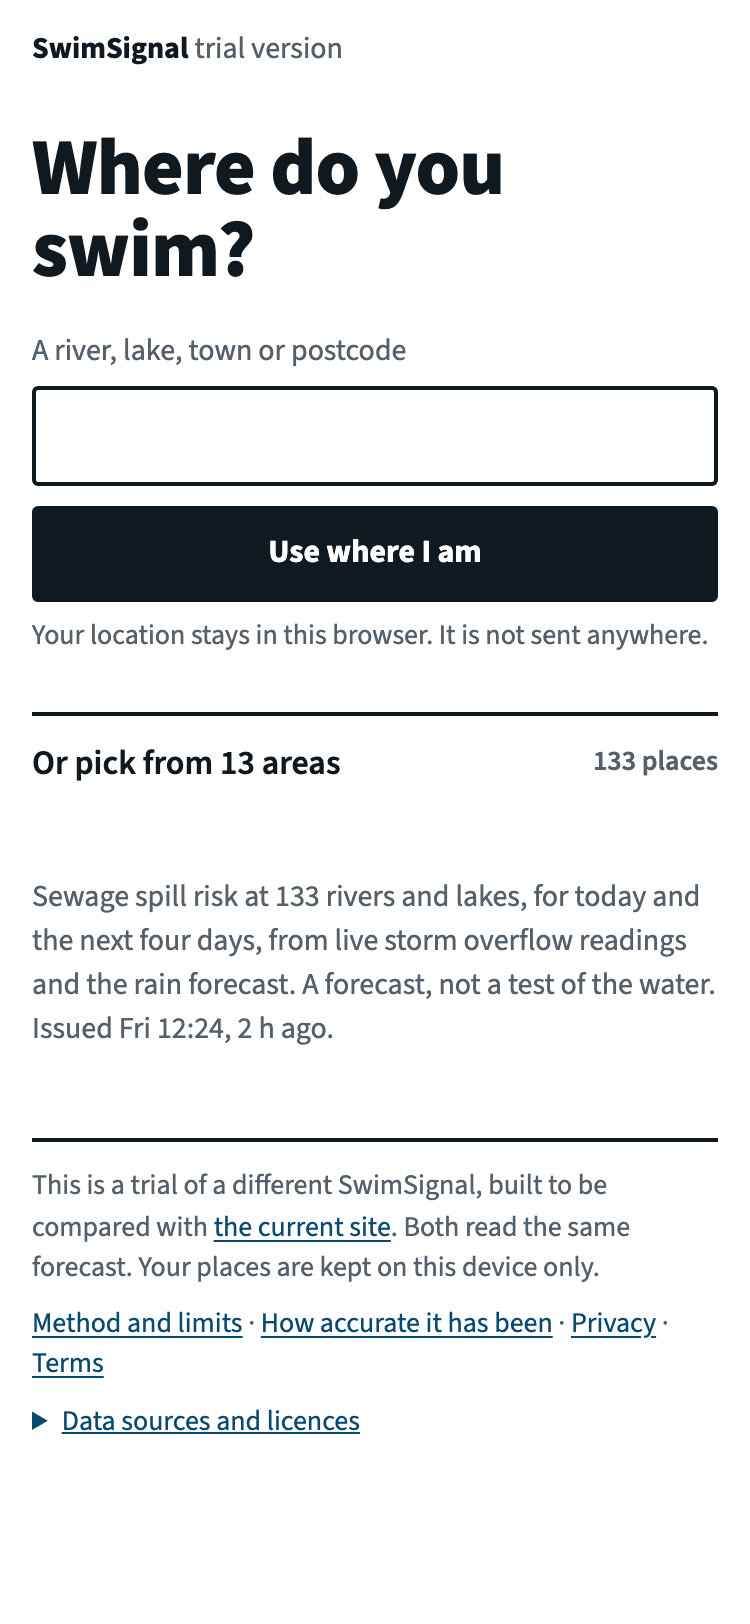 SwimSignal trial version
Where do you
swim?
A river, lake, town or postcode
Use where I am
Your location stays in this browser. It is not sent anywhere.
Or pick from 13 areas
133 places
Sewage spill risk at 133 rivers and lakes, for today and
the next four days, from live storm overflow readings
and the rain forecast. A forecast, not a test of the water.
Issued Fri 12:24, 2 h ago.
This is a trial of a different SwimSignal, built to be
compared with the current site. Both read the same
forecast. Your places are kept on this device only.
Method and limits · How accurate it has been · Privacy ·
Terms
Data sources and licences